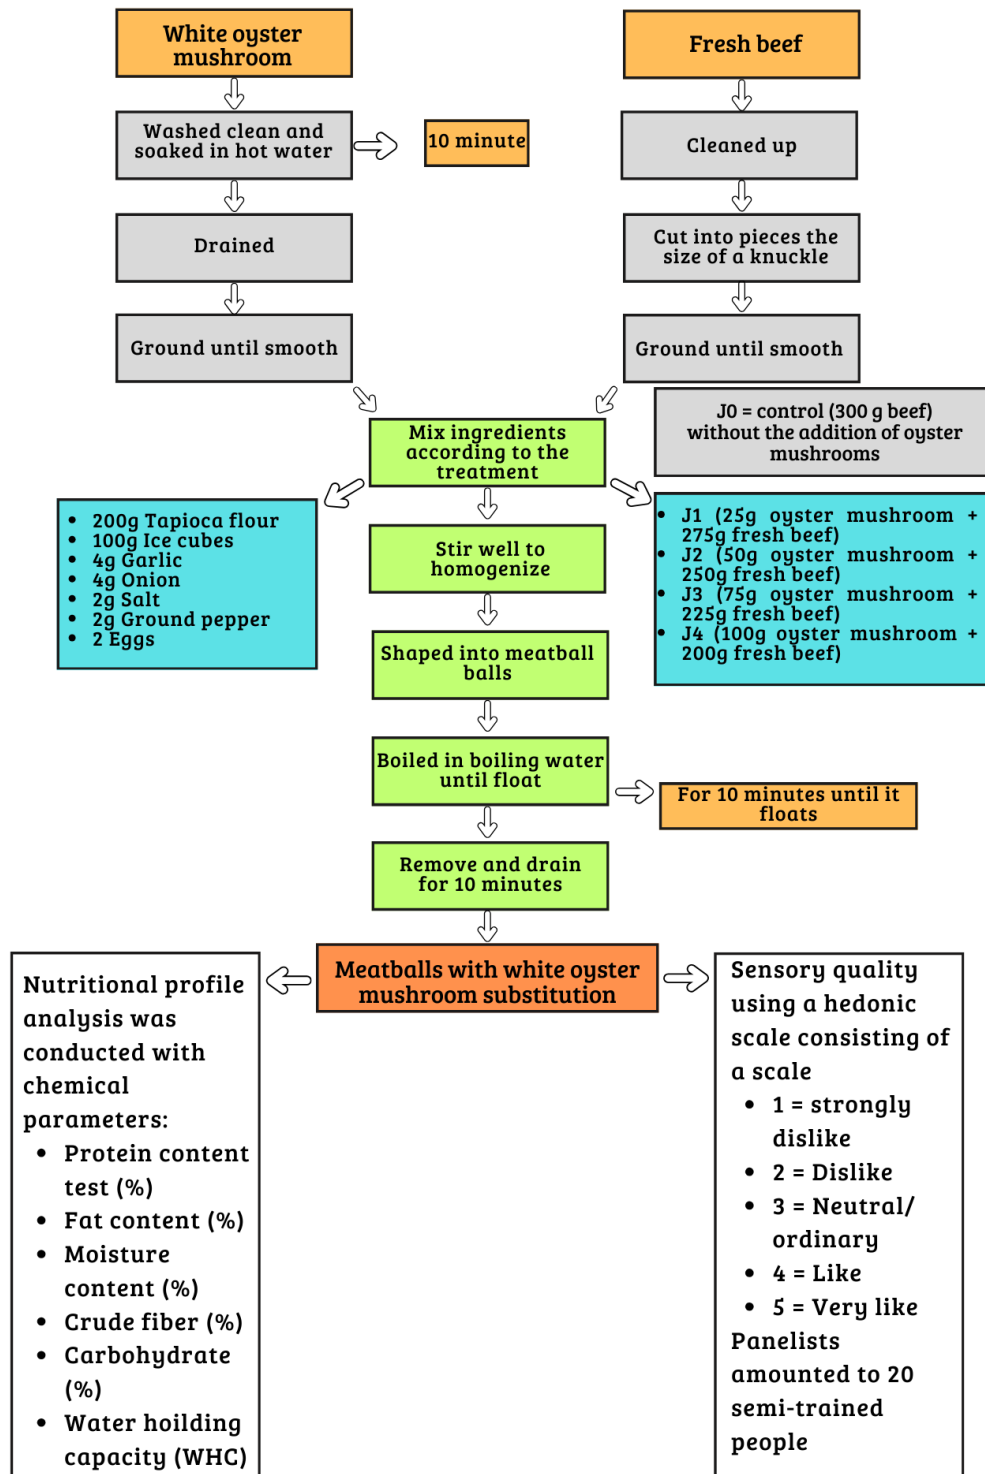 White oyster
mushroom
Fresh beef
Washed clean and
soaked in hot water
10 minute
Cleaned up
Drained
Cut into pieces the
size of a knuckle
Ground until smooth
Ground until smooth
J0 = control (300 g beef)
without the addition of oyster
mushrooms
Mix ingredients
according to the
treatment
• 200g Tapioca flour
• 100g Ice cubes
• 4g Garlic
• 4g Onion
• 2g Salt
• 2g Ground pepper
• 2 Eggs
• J1 (25g oyster mushroom +
275g fresh beef)
• J2 (50g oyster mushroom +
250g fresh beef)
• J3 (75g oyster mushroom +
225g fresh beef)
• J4 (100g oyster mushroom +
200g fresh beef)
Stir well to
homogenize
Shaped into meatball
balls
Boiled in boiling water
until float
For 10 minutes until it
floats
Remove and drain
for 10 minutes
Meatballs with white oyster
mushroom substitution
Nutritional profile
analysis was
conducted with
chemical
parameters:
• Protein content
test (%)
• Fat content (%)
• Moisture
content (%)
• Crude fiber (%)
• Carbohydrate
(%)
• Water hoilding
capacity (WHC)
Sensory quality
using a hedonic
scale consisting of
a scale
• 1 = strongly
dislike
• 2 = Dislike
• 3 = Neutral/
ordinary
• 4 = Like
• 5 = Very like
Panelists
amounted to 20
semi-trained
people